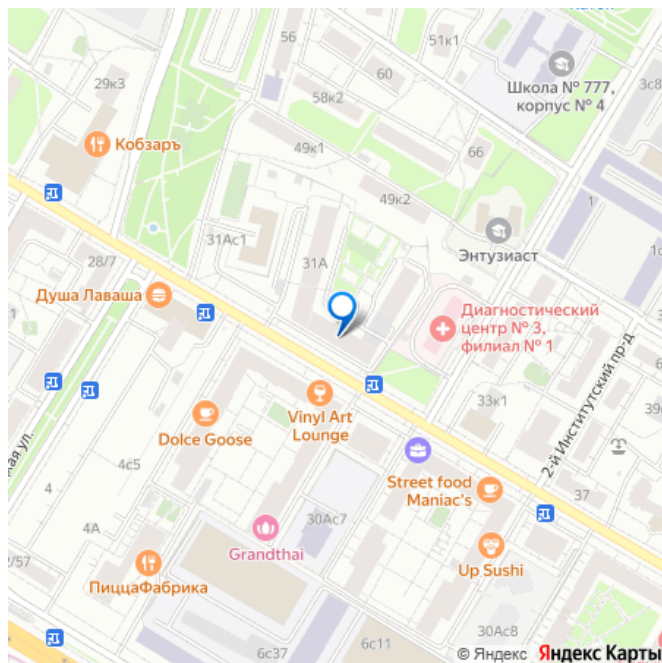 56
51к1
29к3
60
Школа № 777,
корпус № 4
3с8
58к2
Кобзаръ
49к1
66
49к2
1
31Ас1
Энтузиаст
28/7
31А
Душа Лаваша
Диагностический
центр № 3,
филиал № 1
2-й Институтский пр-д
33к1
Vinyl Art
Lounge
Dolce Goose
4с5
Street food
Maniac's
37
4
30Ас7
4А
Grandthai
Up Sushi
2/57
ПиццаФабрика
30Ас8
6с11
6с37
© Яндекс Яндекс Карты